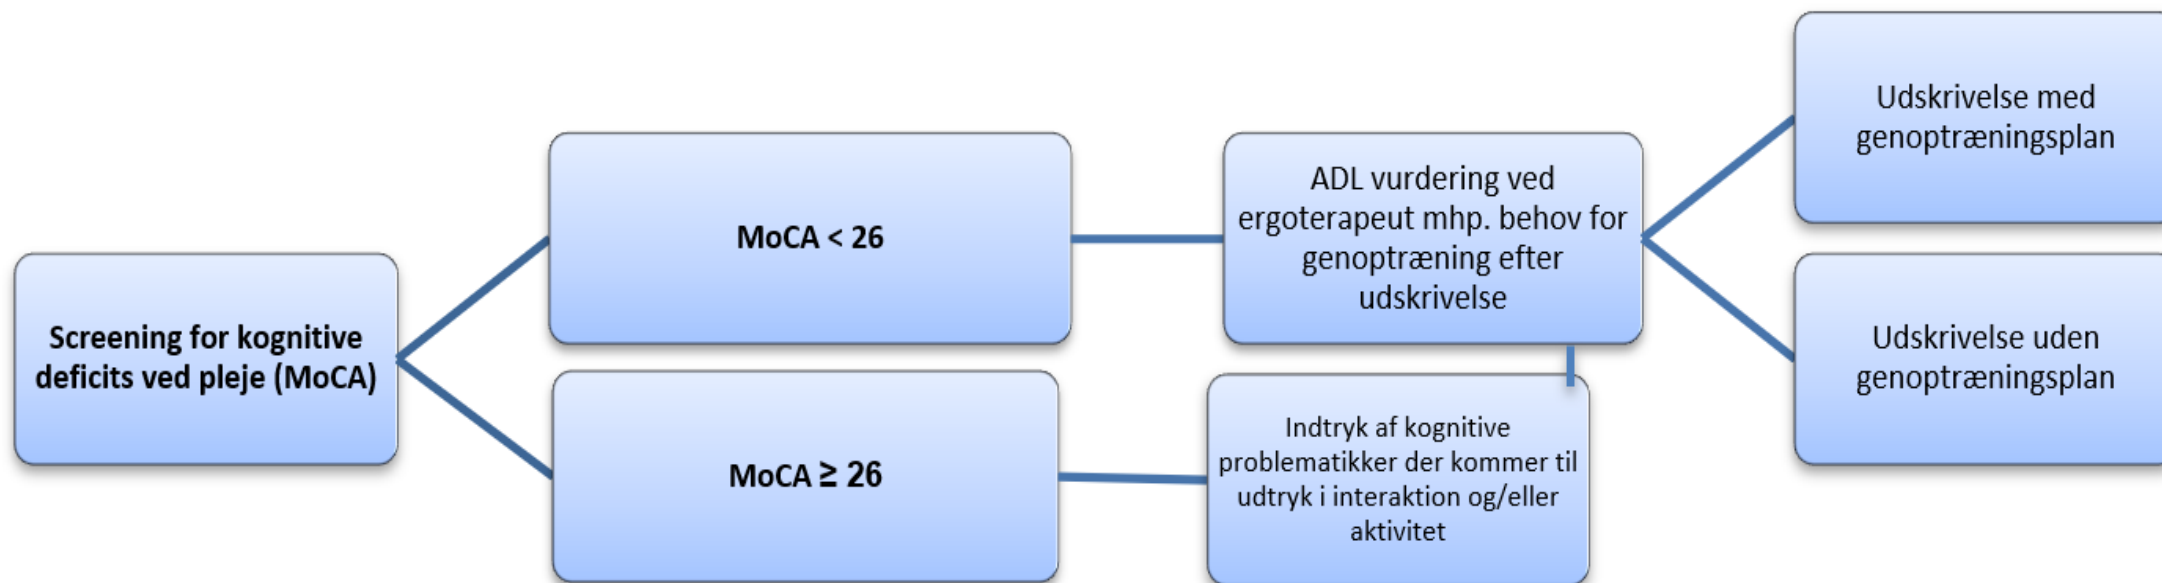 Screening for kognitive
deficits ved pleje (MoCA)
MoCA < 26
MoCA ≥ 26
ADL vurdering ved
ergoterapeut mhp. behov for
genoptræning efter
udskrivelse
Indtryk af kognitive
problematikker der kommer til
udtryk i interaktion og/eller
aktivitet
Udskrivelse med
genoptræningsplan
Udskrivelse uden
genoptræningsplan